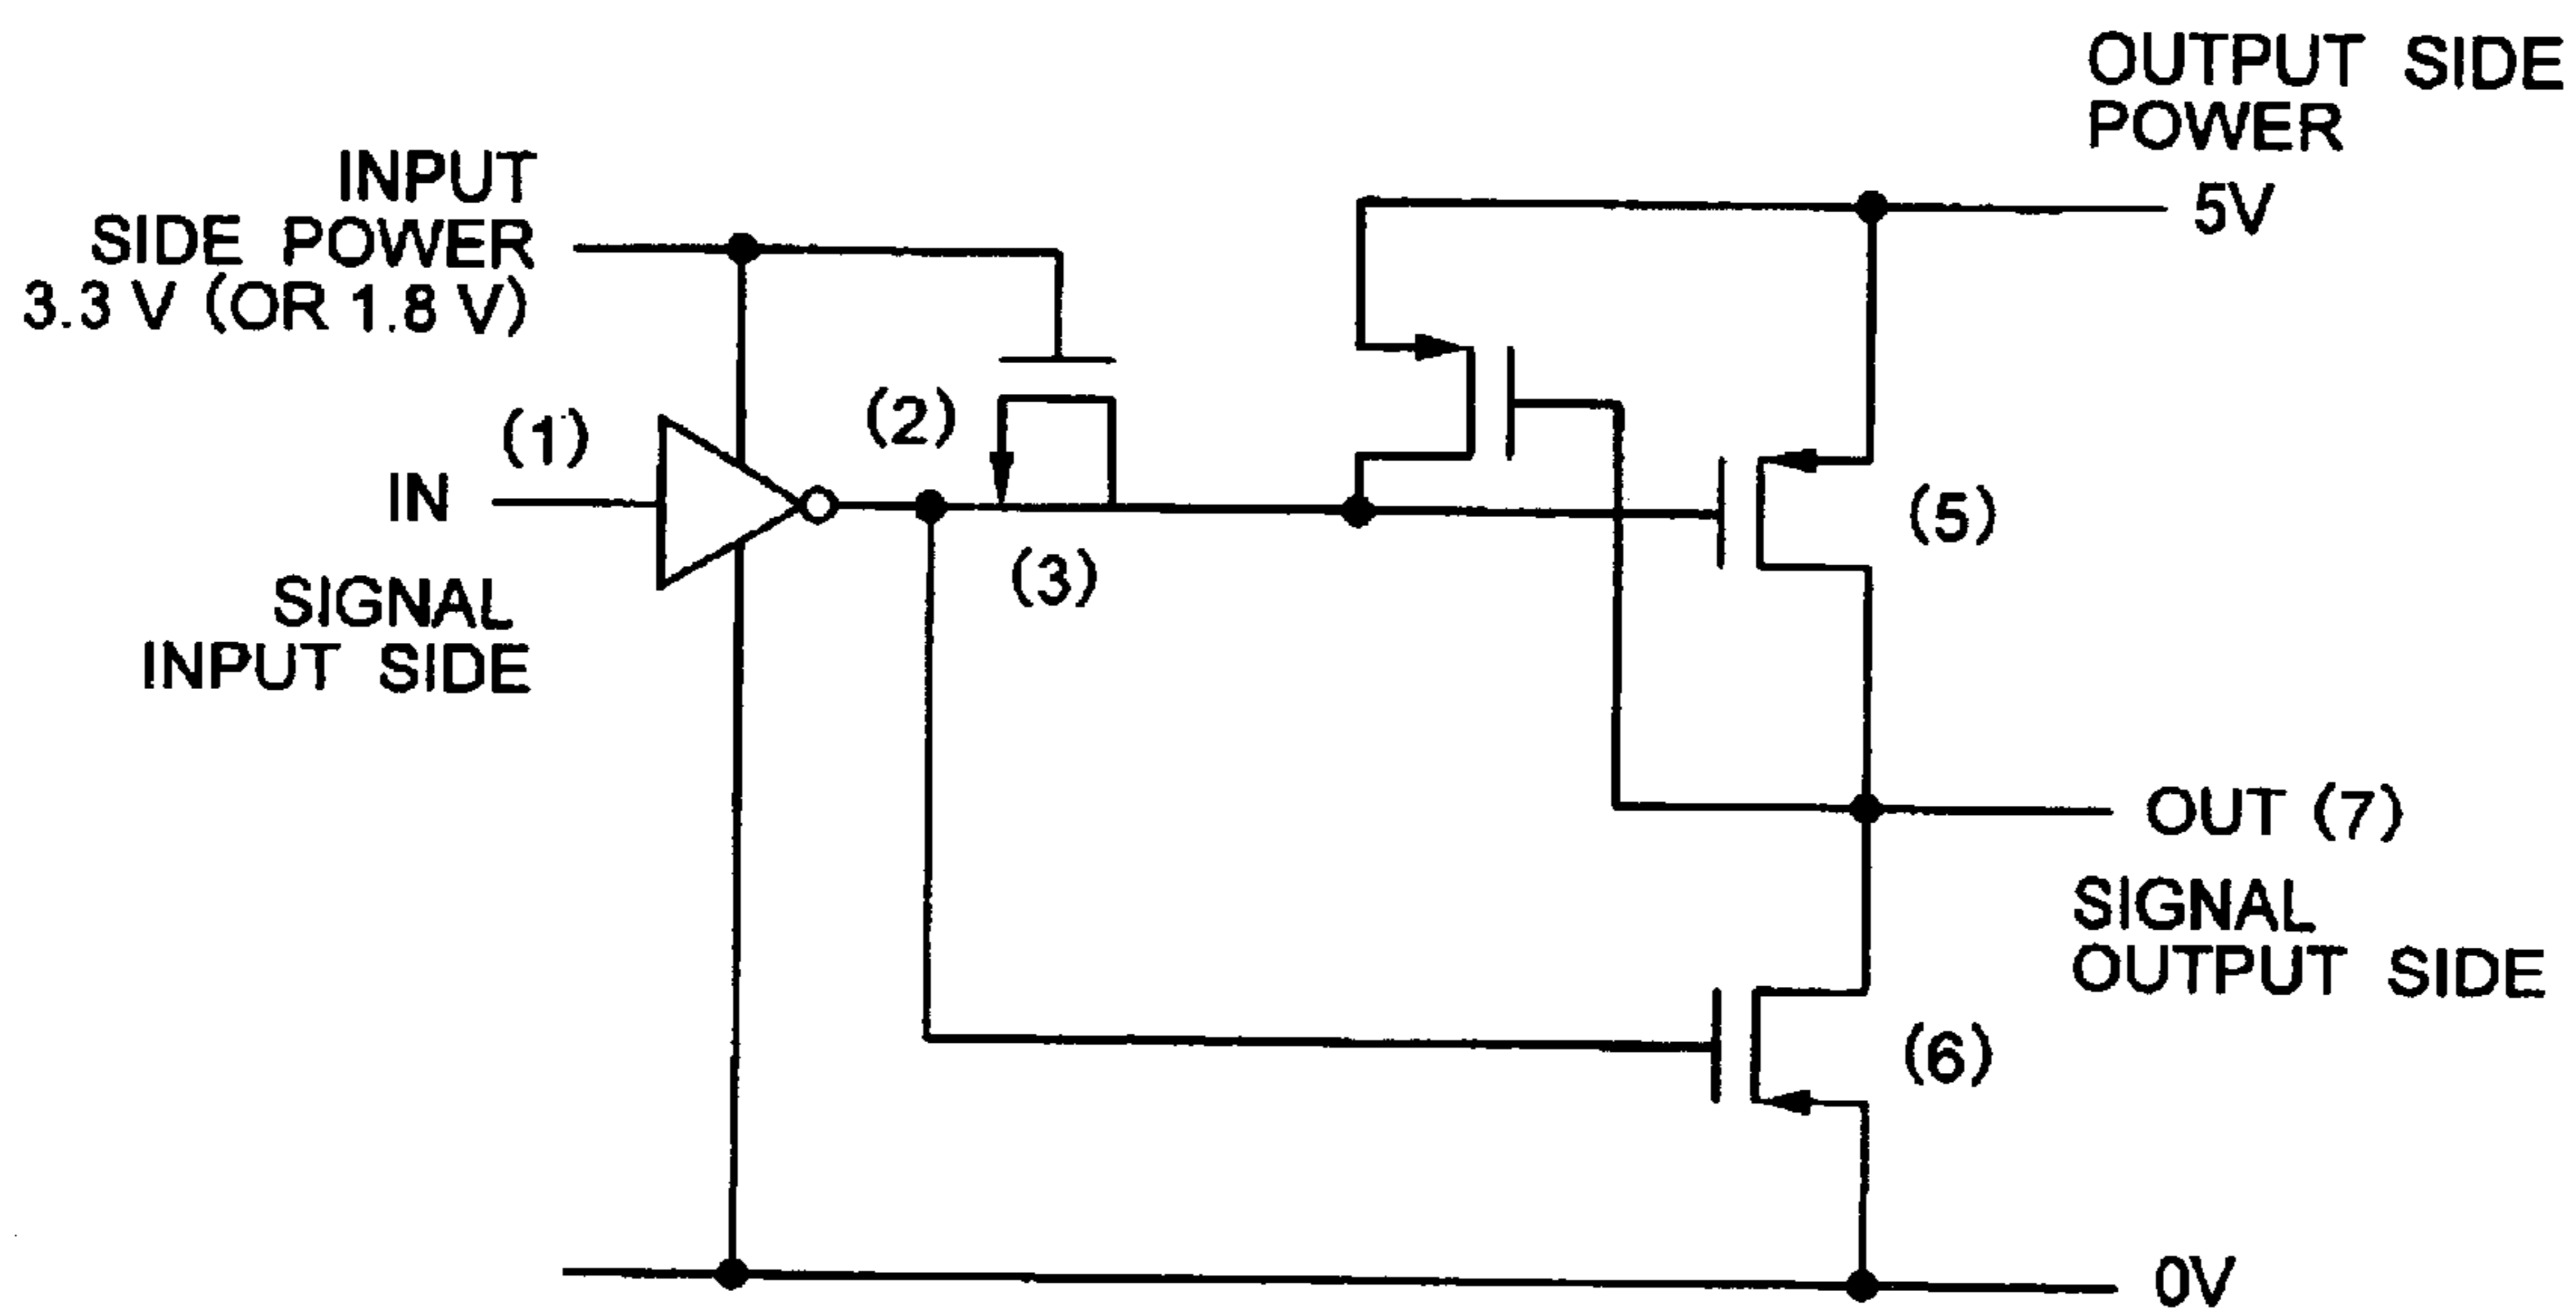 OUTPUT SIDE
POWER
5V
INPUT
SIDE POWER
3.3 V (OR 1.8 V)
(1)
(2)
IN
(3)
(5)
SIGNAL
INPUT SIDE
OUT (7)
SIGNAL
OUTPUT SIDE
(6)
0V